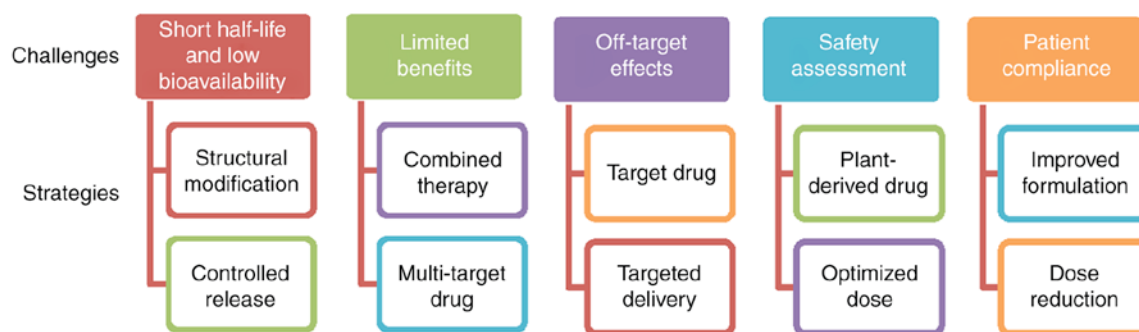 Challenges
Short half-life
and low
bioavailability
Limited
benefits
Off-target
effects
Safety
assessment
Patient
compliance
Strategies
Structural
modification
Combined
therapy
Target drug
Plant-
derived drug
Improved
formulation
Controlled
release
Multi-target
drug
Targeted
delivery
Optimized
dose
Dose
reduction